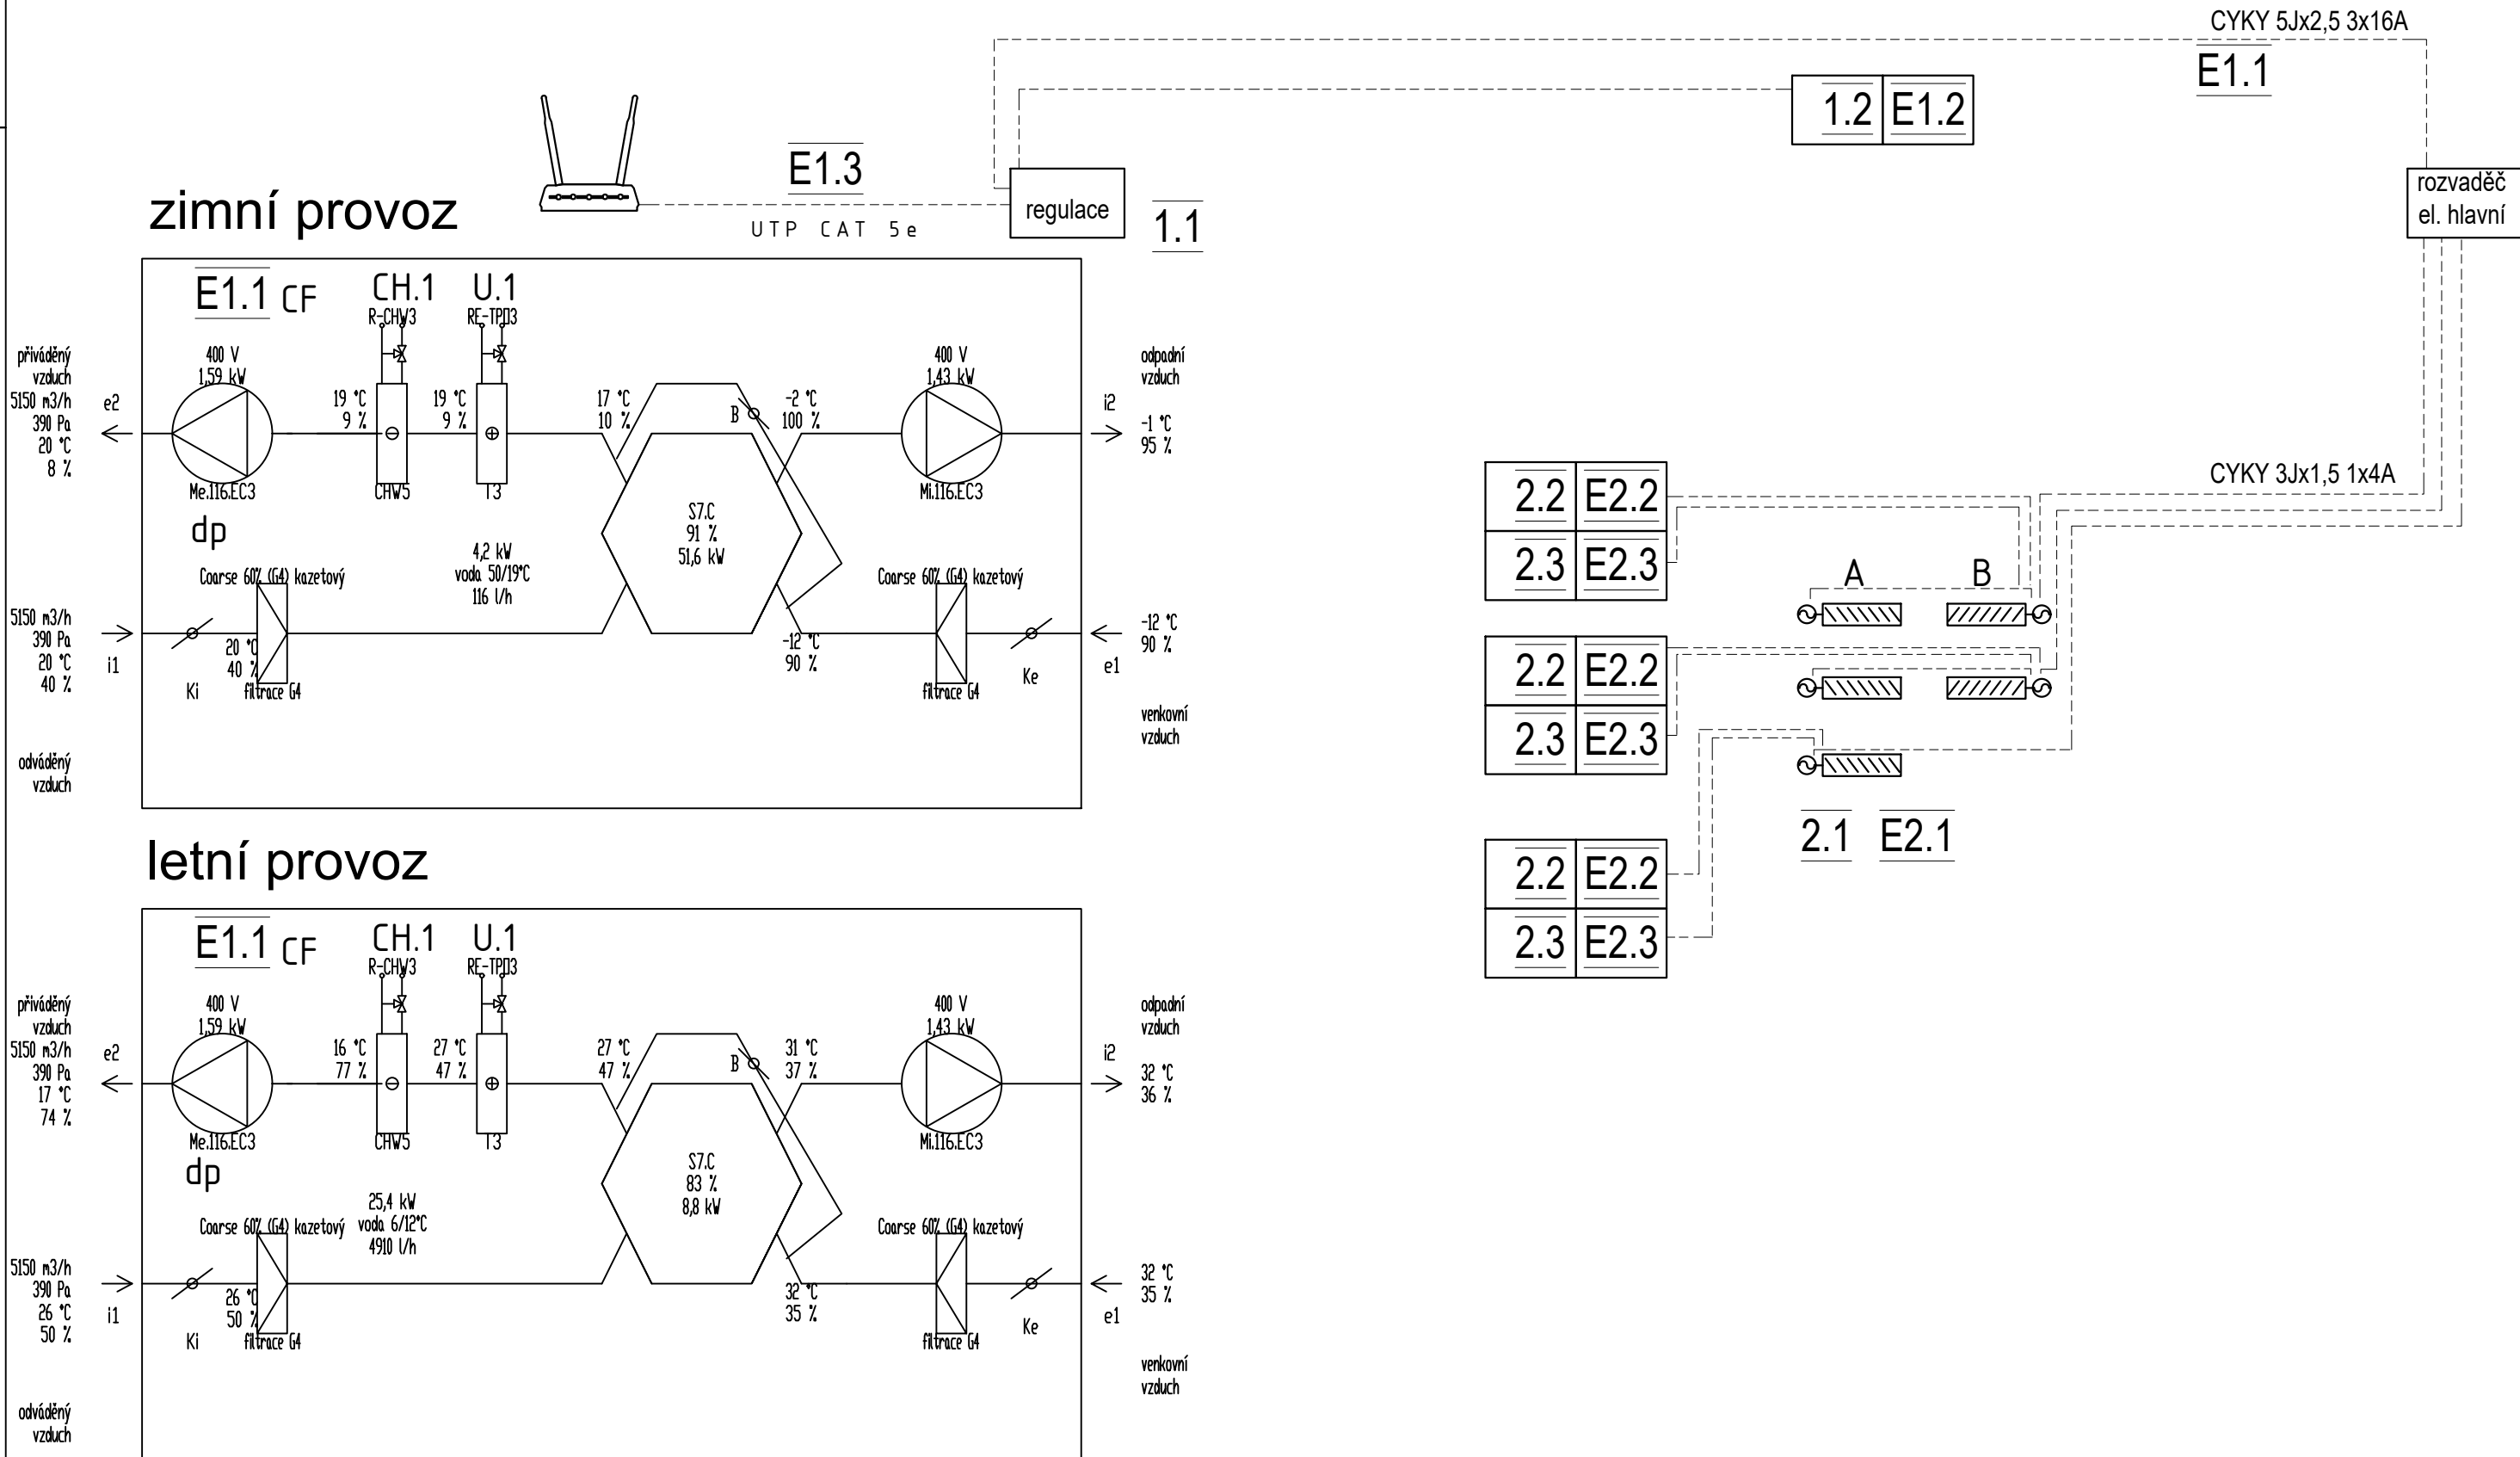 CYKY 5Jx2,5 3x16A
E1.1
1.2 E1.2
E1.3
UTP CAT 5e
regulace
1.1
rozvaděč
el. hlavní
zimní provoz
E1.1 CF
CH.1
R-CHW3
U.1
RE-TPO3
přiváděný
vzduch
5150 m3/h
390 Pa
20 °C
8 %
e2
400 V
1,59 kW
Me.116.EC3
dp
19 °C
9 %
CHW5
19 °C
9 %
T3
17 °C
10 %
B
-2 °C
100 %
400 V
1,43 kW
Mi.116.EC3
odpadní
vzduch
i2
-1 °C
95 %
S7.C
91 %
51,6 kW
4,2 kW
voda 50/19°C
116 l/h
Coarse 60% (G4) kazetový
Coarse 60% (G4) kazetový
5150 m3/h
390 Pa
20 °C
40 %
i1
Ki
20 °C
40 %
filtrace G4
-12 °C
90 %
filtrace G4
Ke
-12 °C
90 %
e1
venkovní
vzduch
odváděný
vzduch
CYKY 3Jx1,5 1x4A
2.2 E2.2
2.3 E2.3
A
B
2.2 E2.2
2.3 E2.3
2.1 E2.1
2.2 E2.2
2.3 E2.3
letní provoz
E1.1 CF
CH.1
R-CHW3
U.1
RE-TPO3
přiváděný
vzduch
5150 m3/h
390 Pa
17 °C
74 %
e2
400 V
1,59 kW
Me.116.EC3
dp
16 °C
77 %
CHW5
27 °C
47 %
T3
27 °C
47 %
B
31 °C
37 %
400 V
1,43 kW
Mi.116.EC3
odpadní
vzduch
i2
32 °C
36 %
S7.C
83 %
8,8 kW
25,4 kW
voda 6/12°C
4910 l/h
Coarse 60% (G4) kazetový
Coarse 60% (G4) kazetový
5150 m3/h
390 Pa
26 °C
50 %
i1
Ki
26 °C
50 %
filtrace G4
32 °C
35 %
filtrace G4
Ke
32 °C
35 %
e1
venkovní
vzduch
odváděný
vzduch